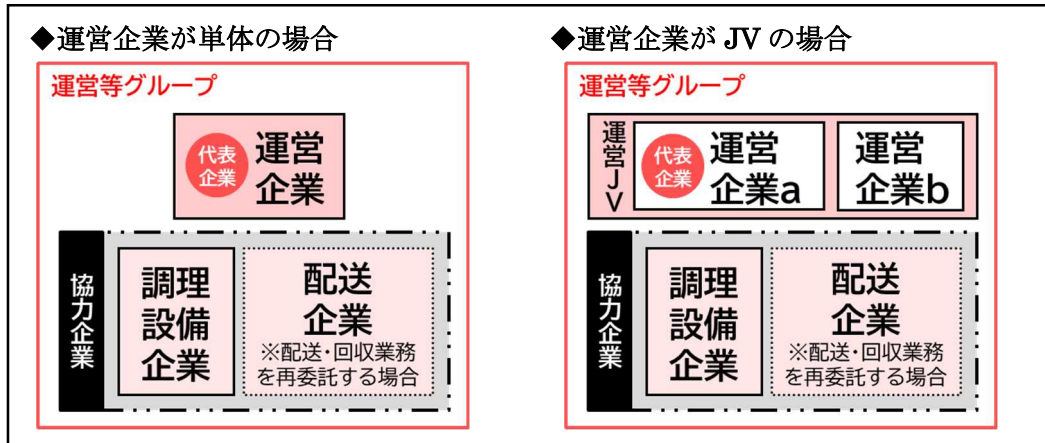 ◆運営企業が単体の場合
運営等グループ
代表
企業
運営
企業
協力企業
調理
設備
企業
配送
企業
※配送・回収業務
を再委託する場合
◆運営企業が JV の場合
運営等グループ
運営JV
代表
企業
運営
企業a
運営
企業b
協力企業
調理
設備
企業
配送
企業
※配送・回収業務
を再委託する場合